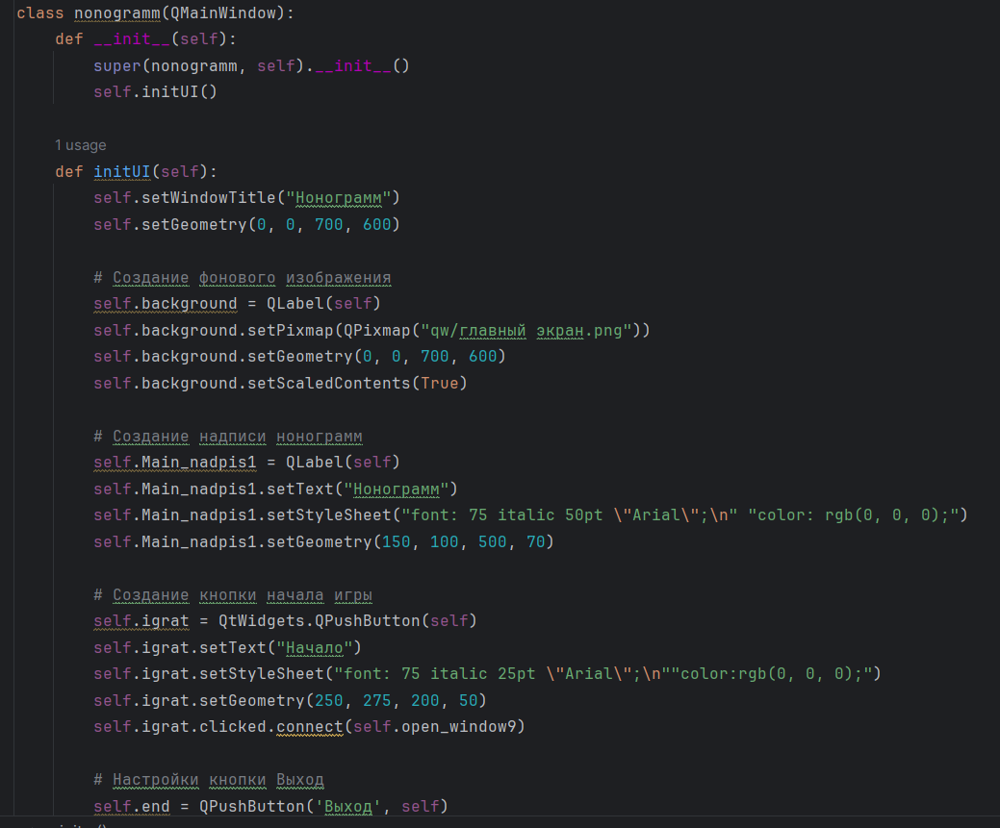 class nonogramm(QMainWindow):
    def __init__(self):
        super(nonogramm, self).__init__()
        self.initUI()
1 usage
    def initUI(self):
        self.setWindowTitle("Нонограмм")
        self.setGeometry(0, 0, 700, 600)
        # Создание фонового изображения
        self.background = QLabel(self)
        self.background.setPixmap(QPixmap("qw/главный экран.png"))
        self.background.setGeometry(0, 0, 700, 600)
        self.background.setScaledContents(True)
        # Создание надписи нонограмм
        self.Main_nadpis1 = QLabel(self)
        self.Main_nadpis1.setText("Нонограмм")
        self.Main_nadpis1.setStyleSheet("font: 75 italic 50pt \"Arial\";\n" "color: rgb(0, 0, 0);")
        self.Main_nadpis1.setGeometry(150, 100, 500, 70)
        # Создание кнопки начала игры
        self.igrat = QtWidgets.QPushButton(self)
        self.igrat.setText("Начало")
        self.igrat.setStyleSheet("font: 75 italic 25pt \"Arial\";\n""color:rgb(0, 0, 0);")
        self.igrat.setGeometry(250, 275, 200, 50)
        self.igrat.clicked.connect(self.open_window9)
        # Настройки кнопки Выход
        self.end = QPushButton('Выход', self)